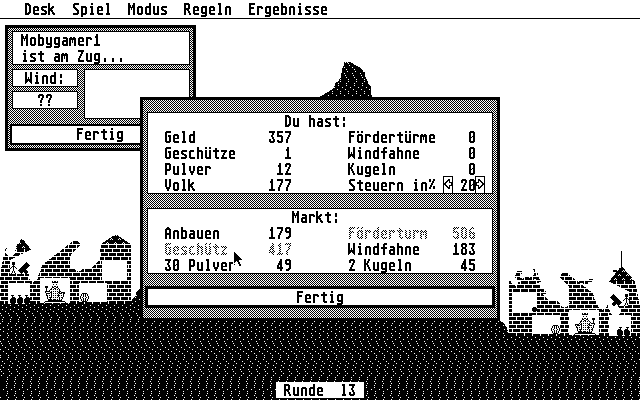 Desk Spiel Modus Regeln Ergebnisse
Mobygamer1
ist am Zug...
Wind:
??
Fertig
Du hast:
Geld 357 Fördertürme 0
Geschütze 1 Windfahne 0
Pulver 12 Kugeln 0
Volk 177 Steuern in% 20
Markt:
Anbauen 179 Förderturm 506
Geschütz 417 Windfahne 183
30 Pulver 49 2 Kugeln 45
Fertig
Runde 13